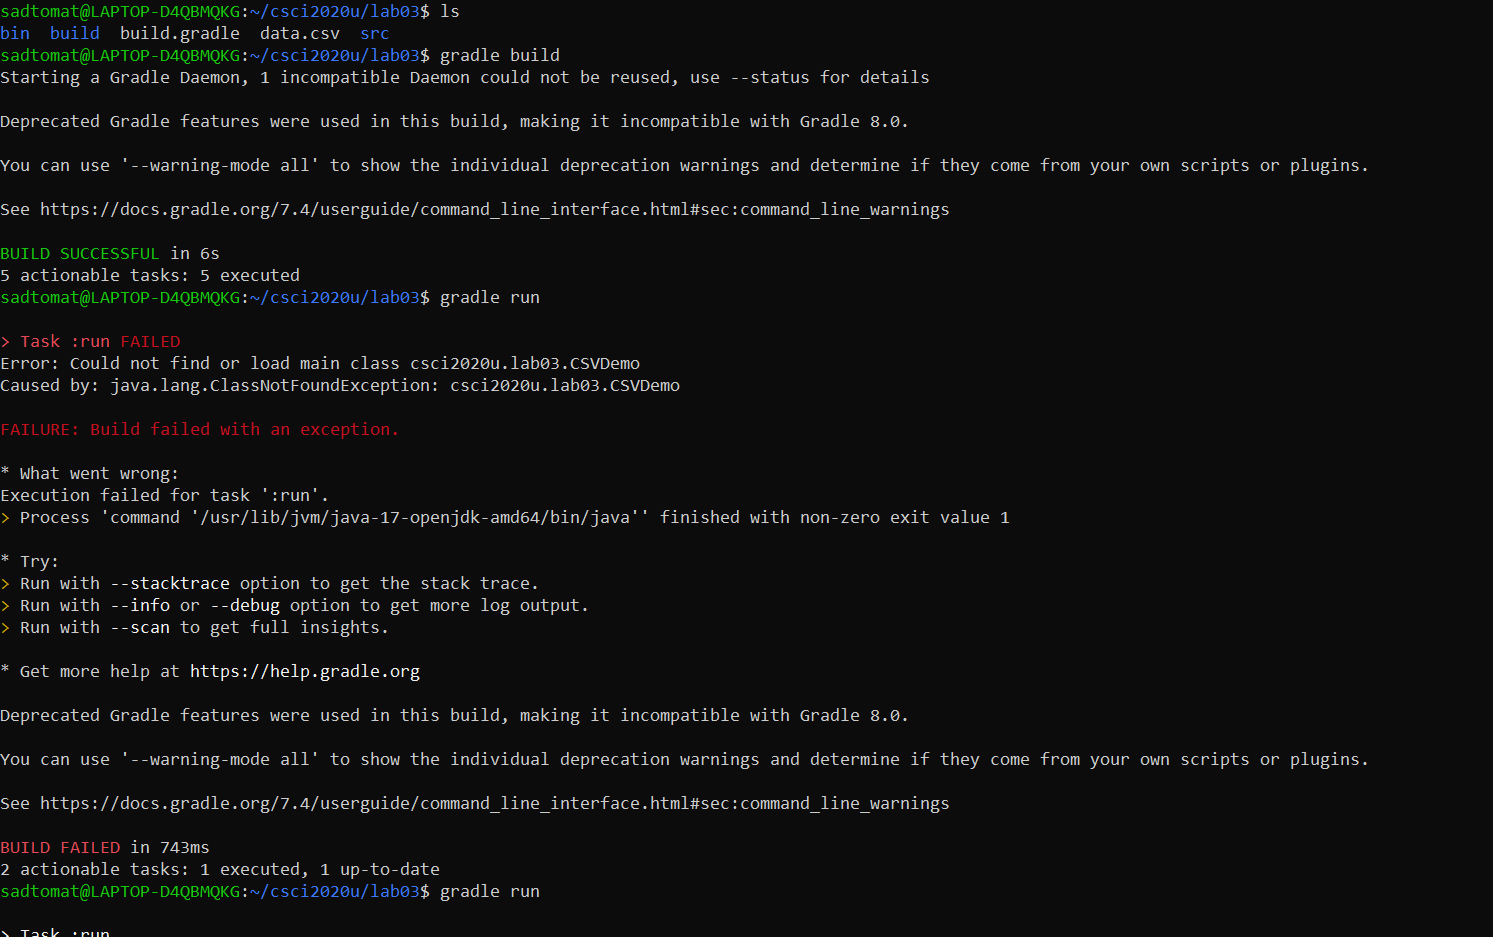 sadtomat@LAPTOP-D4QBMQKG:~/csci2020u/lab03$ ls
bin  build  build.gradle  data.csv  src
sadtomat@LAPTOP-D4QBMQKG:~/csci2020u/lab03$ gradle build
Starting a Gradle Daemon, 1 incompatible Daemon could not be reused, use --status for details
Deprecated Gradle features were used in this build, making it incompatible with Gradle 8.0.
You can use '--warning-mode all' to show the individual deprecation warnings and determine if they come from your own scripts or plugins.
See https://docs.gradle.org/7.4/userguide/command_line_interface.html#sec:command_line_warnings
BUILD SUCCESSFUL in 6s
5 actionable tasks: 5 executed
sadtomat@LAPTOP-D4QBMQKG:~/csci2020u/lab03$ gradle run
> Task :run FAILED
Error: Could not find or load main class csci2020u.lab03.CSVDemo
Caused by: java.lang.ClassNotFoundException: csci2020u.lab03.CSVDemo
FAILURE: Build failed with an exception.
* What went wrong:
Execution failed for task ':run'.
> Process 'command '/usr/lib/jvm/java-17-openjdk-amd64/bin/java'' finished with non-zero exit value 1
* Try:
> Run with --stacktrace option to get the stack trace.
> Run with --info or --debug option to get more log output.
> Run with --scan to get full insights.
* Get more help at https://help.gradle.org
Deprecated Gradle features were used in this build, making it incompatible with Gradle 8.0.
You can use '--warning-mode all' to show the individual deprecation warnings and determine if they come from your own scripts or plugins.
See https://docs.gradle.org/7.4/userguide/command_line_interface.html#sec:command_line_warnings
BUILD FAILED in 743ms
2 actionable tasks: 1 executed, 1 up-to-date
sadtomat@LAPTOP-D4QBMQKG:~/csci2020u/lab03$ gradle run
> Task :run